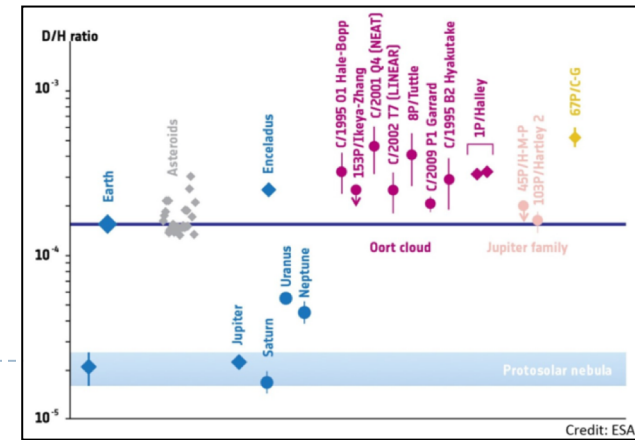 D/H ratio
10-3
10-4
10-5
Earth
Asteroids
Enceladus
Jupiter
Saturn
Uranus
Neptune
C/1995 O1 Hale-Bopp
153P/Ikeya-Zhang
C/2001 Q4 (NEAT)
C/2002 T7 (LINEAR)
8P/Tuttle
C/2009 P1 Garrard
C/1995 B2 Hyakutake
1P/Halley
45P/H-M-P
103P/Hartley 2
67P/C-G
Oort cloud
Jupiter family
Protosolar nebula
Credit: ESA